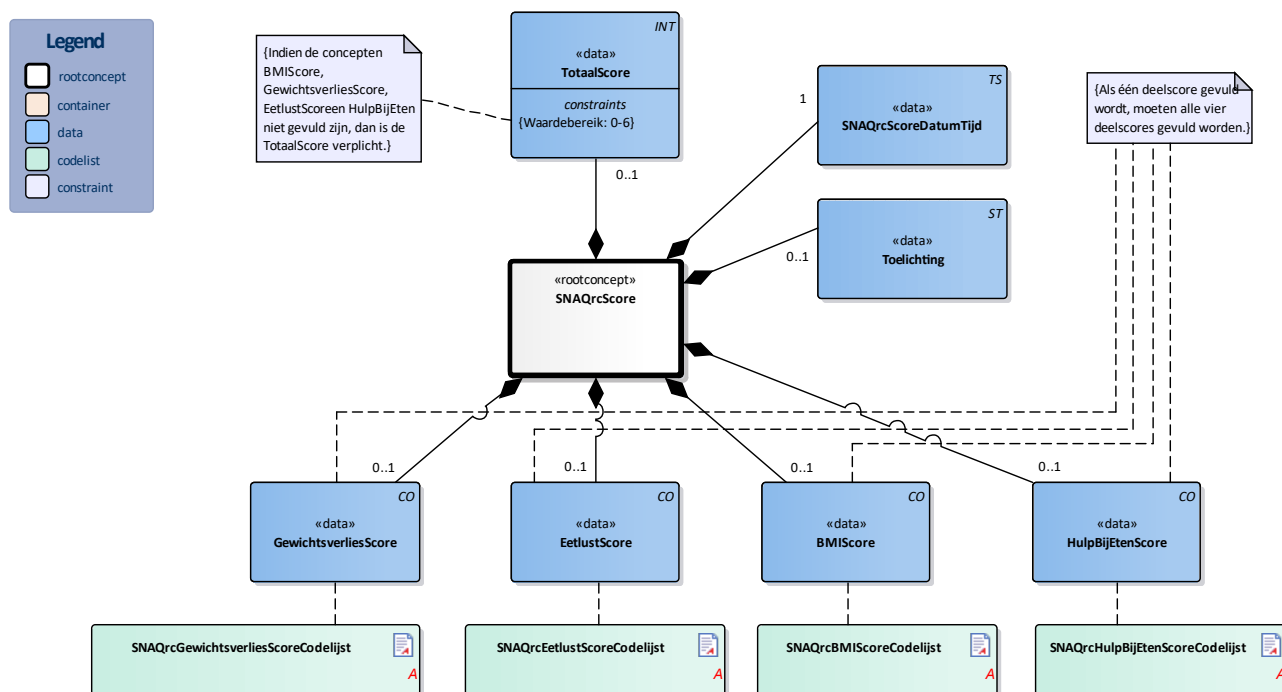 Legend
rootconcept
container
data
codelist
constraint
{Indien de concepten
BMIScore,
GewichtsverliesScore,
EetlustScoreen HulpBijEten
niet gevuld zijn, dan is de
TotaalScore verplicht.}
INT
«data»
TotaalScore
constraints
{Waardebereik: 0-6}
0..1
TS
«data»
SNAQrcScoreDatumTijd
1
{Als één deelscore gevuld
wordt, moeten alle vier
deelscores gevuld worden.}
ST
«data»
Toelichting
0..1
«rootconcept»
SNAQrcScore
0..1
0..1
0..1
0..1
CO
«data»
GewichtsverliesScore
CO
«data»
EetlustScore
CO
«data»
BMIScore
CO
«data»
HulpBijEtenScore
SNAQrcGewichtsverliesScoreCodelijst
A
SNAQrcEetlustScoreCodelijst
A
SNAQrcBMIScoreCodelijst
A
SNAQrcHulpBijEtenScoreCodelijst
A